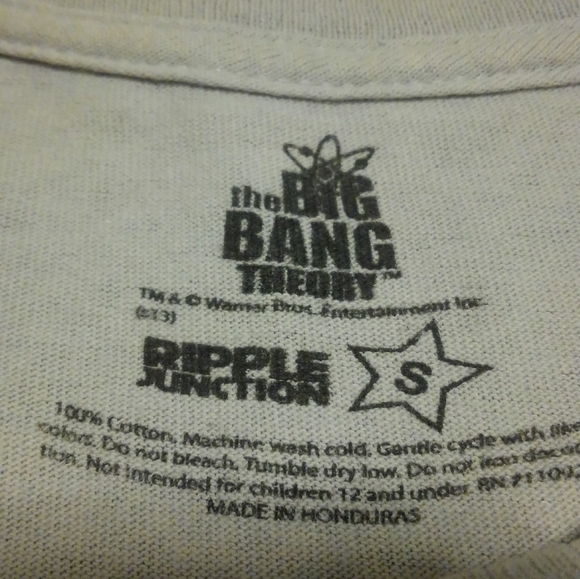 the BIG
BANG
THEORY™
TM & © Warner Bros. Entertainment Inc.
(s13)
RIPPLE
JUNCTION
S
100% Cotton. Machine wash cold. Gentle cycle with like
colors. Do not bleach. Tumble dry low. Do not iron
tion. Not intended for children 12 and under. RN
MADE IN HONDURAS